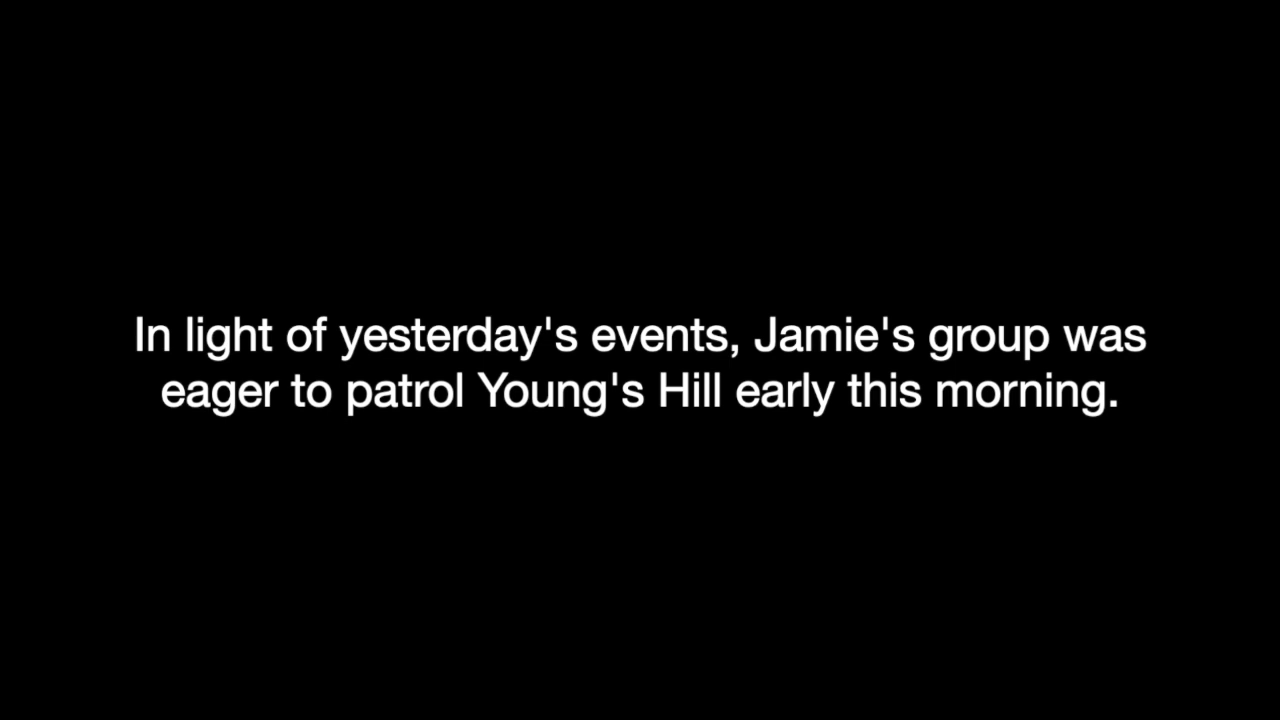 In light of yesterday's events, Jamie's group was
eager to patrol Young's Hill early this morning.